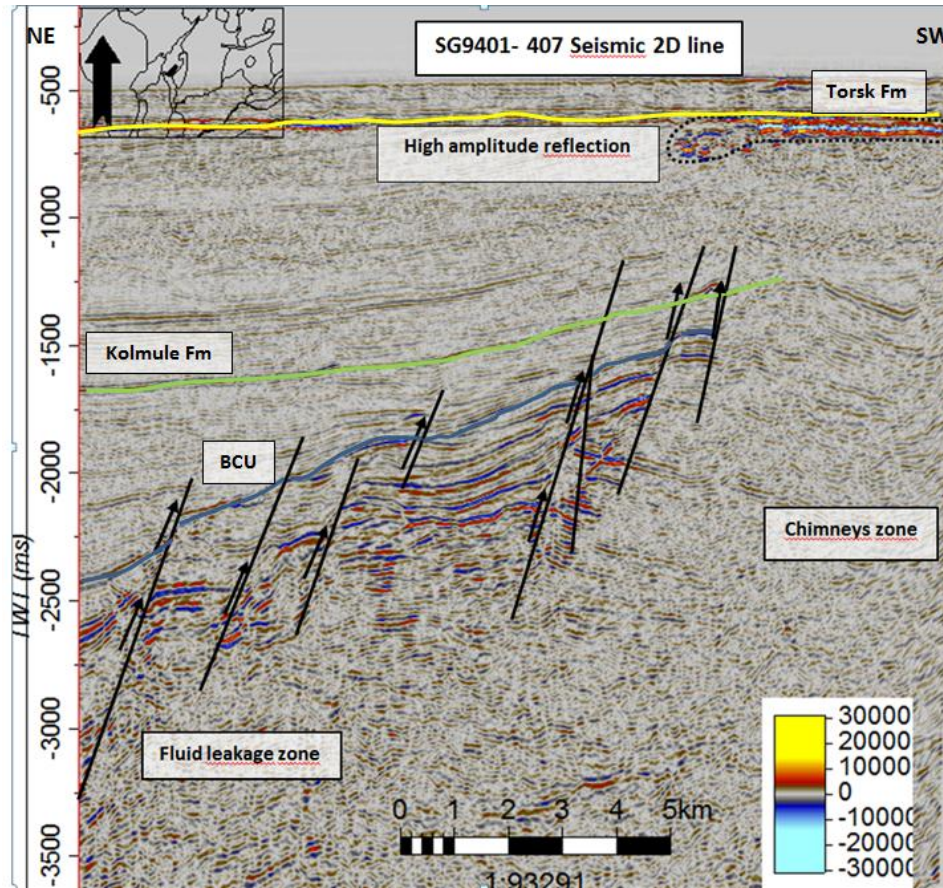 NE
SG9401- 407 Seismic 2D line
SW
Torsk Fm
High amplitude reflection
Kolmule Fm
BCU
Chimneys zone
Fluid leakage zone
TWT (ms)
-500
-1000
-1500
-2000
-2500
-3000
-3500
0 1 2 3 4 5km
1:93291
30000
20000
10000
0
-10000
-20000
-30000